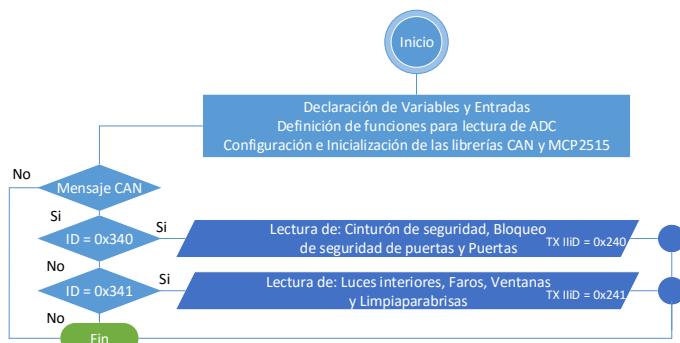 Inicio
Declaración de Variables y Entradas
Definición de funciones para lectura de ADC
Configuración e Inicialización de las librerías CAN y MCP2515
No
Mensaje CAN
Si
Si
ID = 0x340
Lectura de: Cinturón de seguridad, Bloqueo
de seguridad de puertas y Puertas
TX IIiD = 0x240
No
Si
ID = 0x341
Lectura de: Luces interiores, Faros, Ventanas
y Limpiaparabrisas
TX IIiD = 0x241
No
Fin